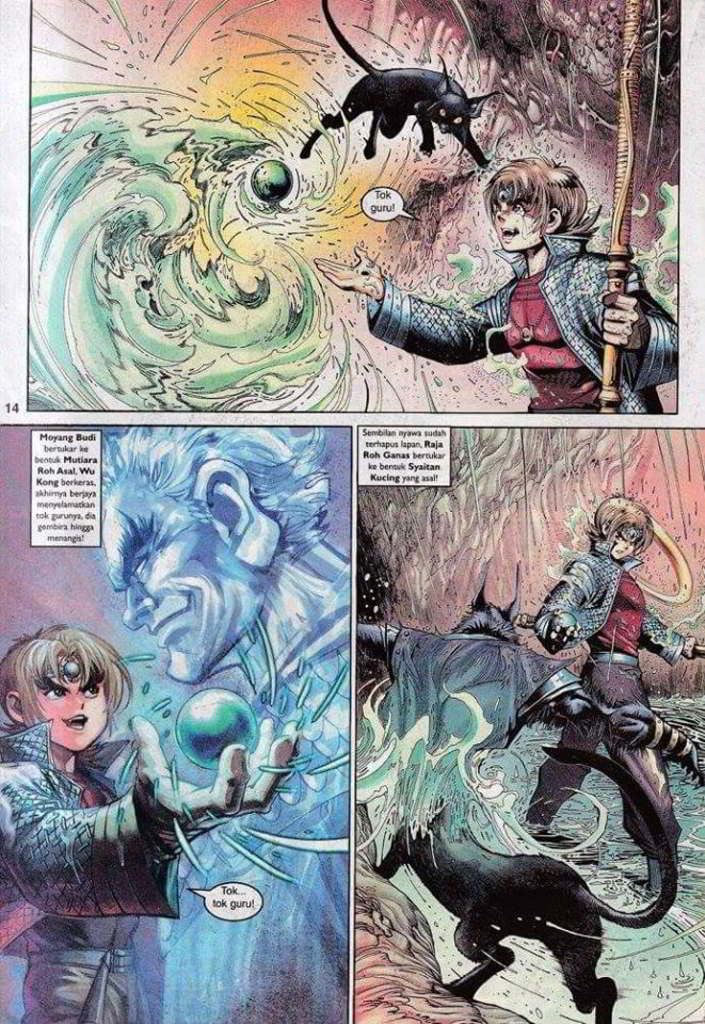 Tok
guru!
14
Moyang Budi
bertukar ke
bentuk Mutiara
Roh Asal, Wu
Kong berkeras,
akhirnya berjaya
menyelamatkan
tok gurunya, dia
gembira hingga
menangis!
Tok...
tok guru!
Sembilan nyawa sudah
terhapus lapan, Raja
Roh Ganas bertukar
ke bentuk Syaitan
Kucing yang asal!